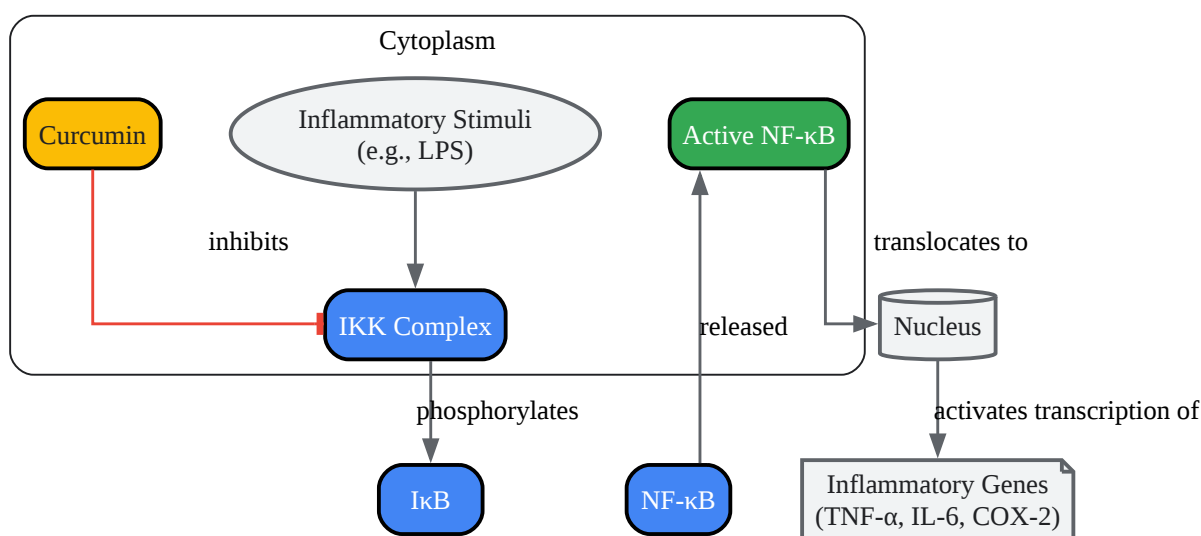 Cytoplasm
Curcumin
Inflammatory Stimuli
(e.g., LPS)
Active NF-κB
inhibits
translocates to
IKK Complex
released
Nucleus
phosphorylates
activates transcription of
IκB
NF-κB
Inflammatory Genes
(TNF-α, IL-6, COX-2)